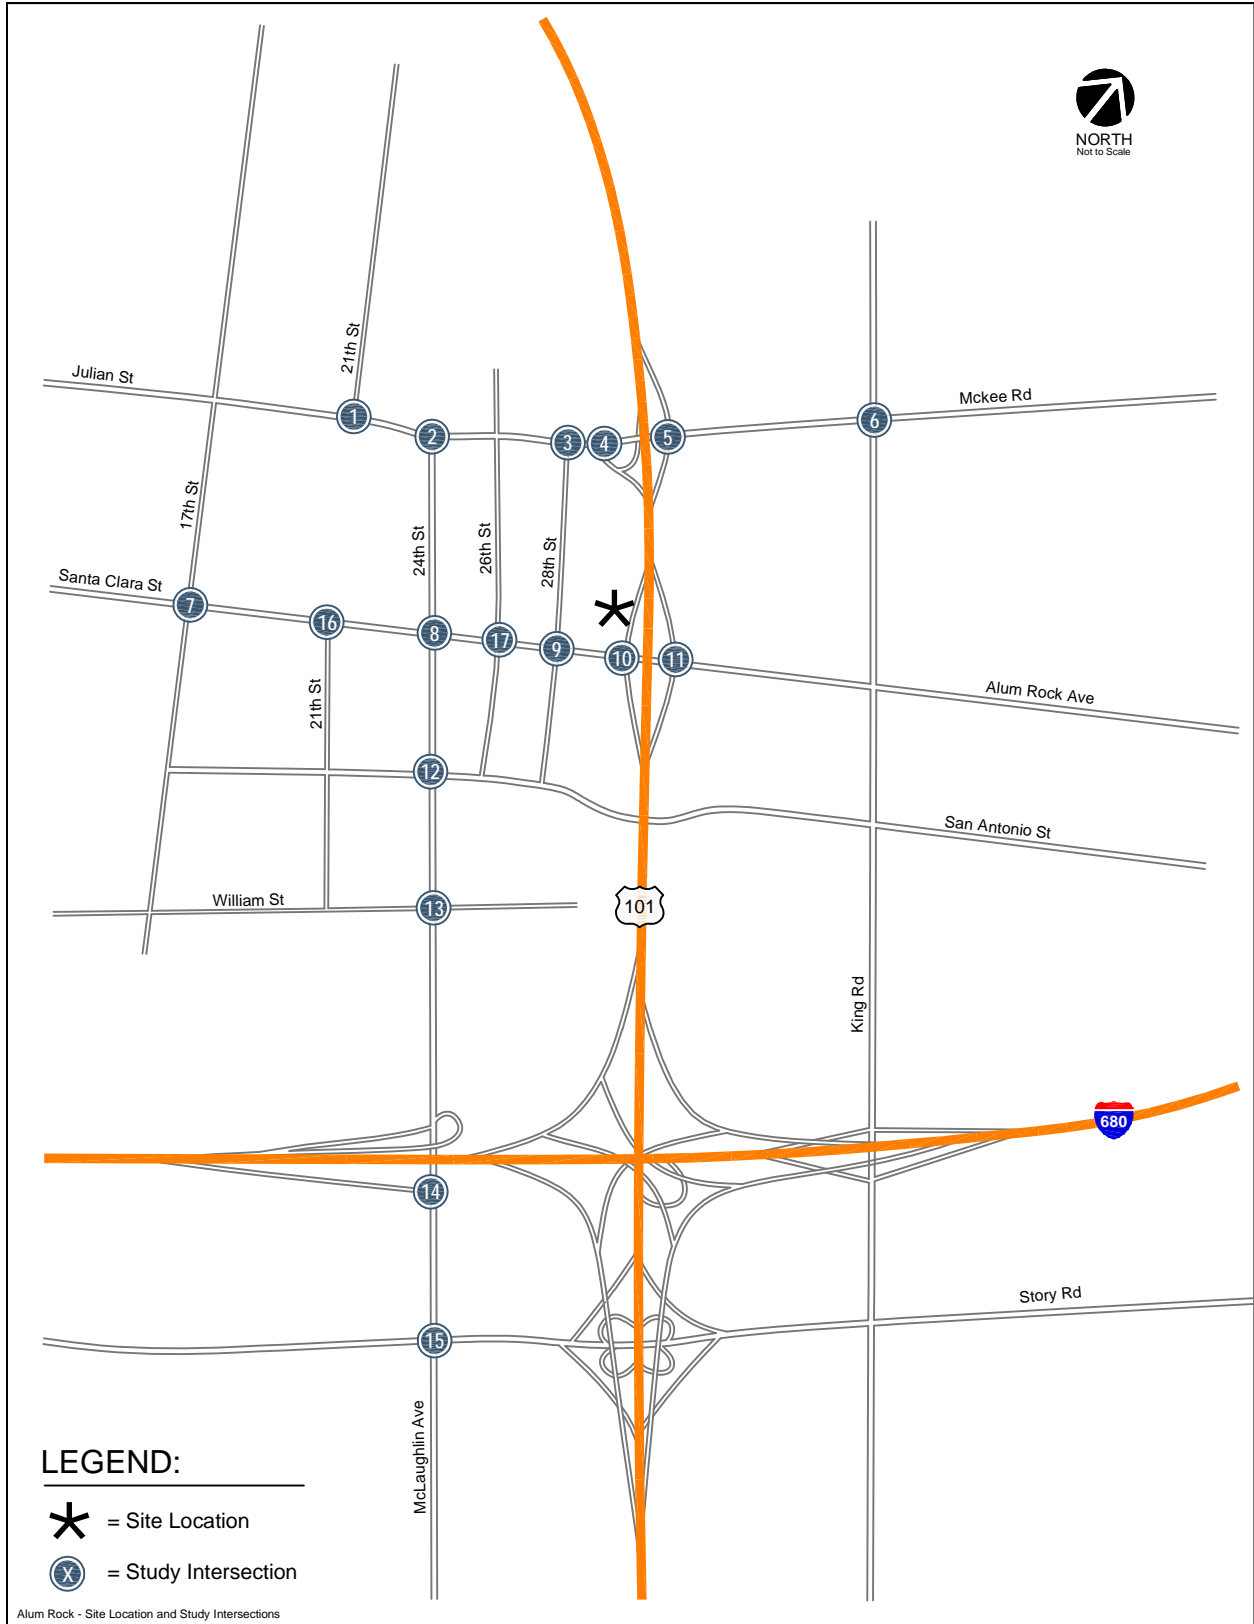 NORTH
Not to Scale
21th St
Julian St
Mckee Rd
1
2
3
4
5
6
17th St
24th St
26th St
28th St
Santa Clara St
7
16
8
17
9
10
11
21th St
Alum Rock Ave
12
San Antonio St
William St
13
101
King Rd
680
14
Story Rd
15
McLaughlin Ave
LEGEND:
= Site Location
X = Study Intersection
Alum Rock - Site Location and Study Intersections